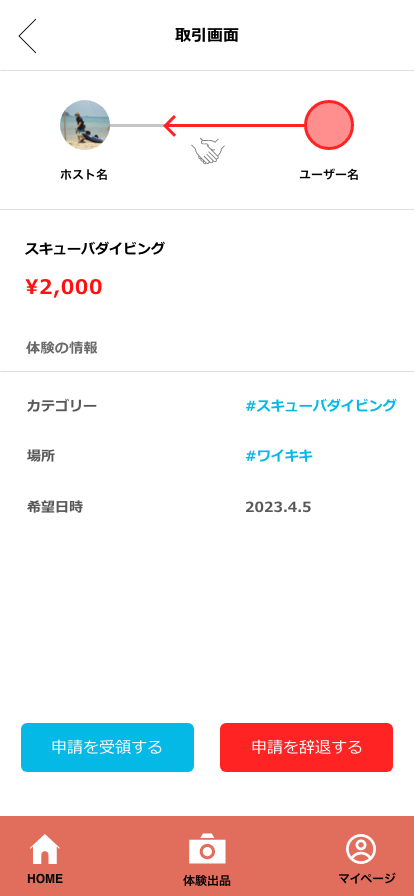 取引画面
ホスト名
ユーザー名
スキューバダイビング
¥2,000
体験の情報
カテゴリー #スキューバダイビング
場所 #ワイキキ
希望日時 2023.4.5
申請を受領する 申請を辞退する
HOME 体験出品 マイページ